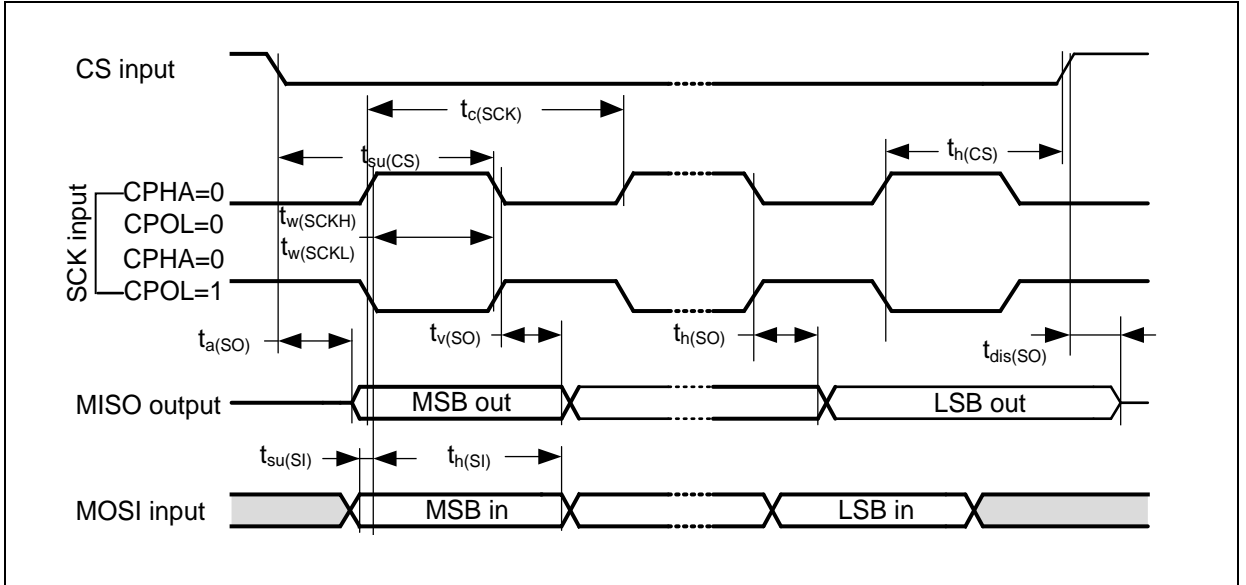 CS input
tc(SCK)
tsu(CS)
th(CS)
SCK input
CPHA=0
CPOL=0
CPHA=0
CPOL=1
tw(SCKH)
tw(SCKL)
ta(SO)
tv(SO)
th(SO)
tdis(SO)
MISO output
MSB out
LSB out
tsu(SI)
th(SI)
MOSI input
MSB in
LSB in